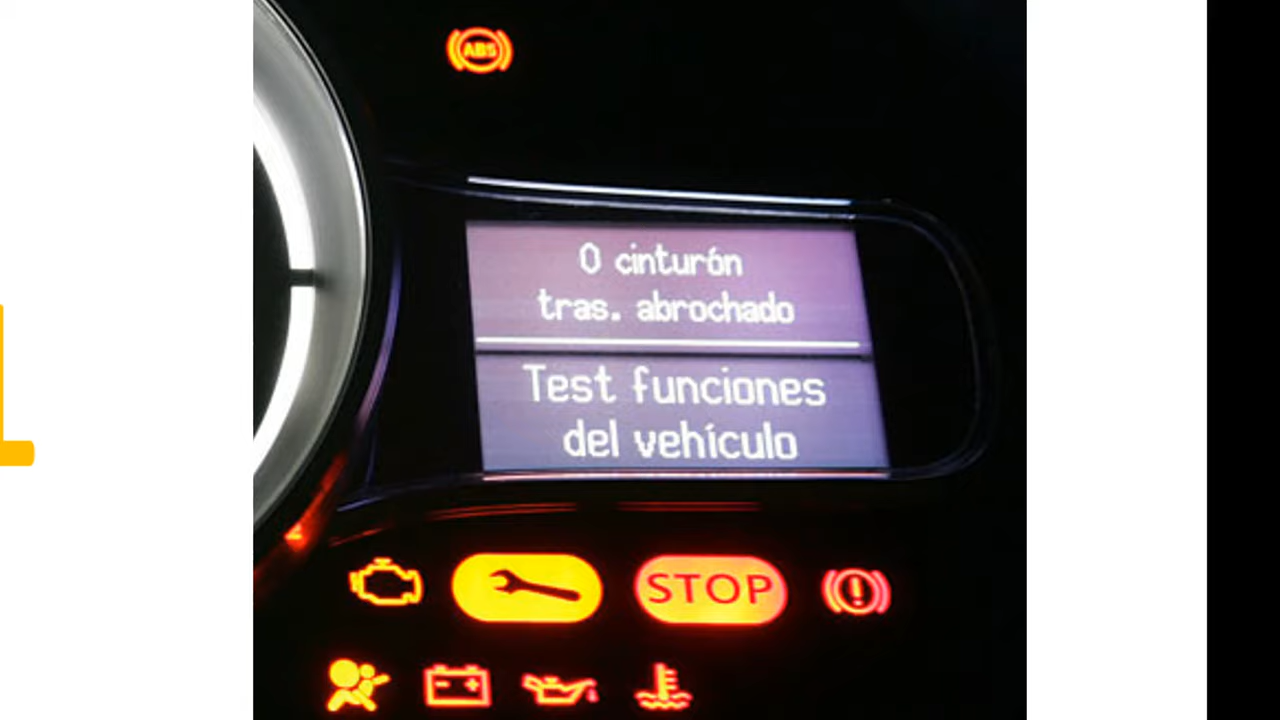 ABS
0 cinturón
tras. abrochado
Test funciones
del vehículo
STOP